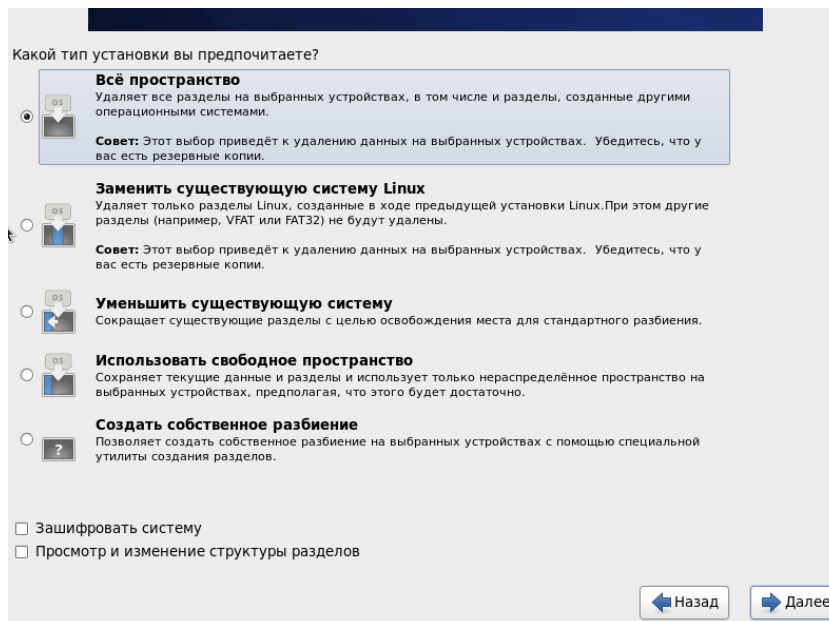 Какой тип установки вы предпочитаете?
Всё пространство
OS
Удаляет все разделы на выбранных устройствах, в том числе и разделы, созданные другими
операционными системами.
Совет: Этот выбор приведёт к удалению данных на выбранных устройствах.  Убедитесь, что у
вас есть резервные копии.
Заменить существующую систему Linux
OS
Удаляет только разделы Linux, созданные в ходе предыдущей установки Linux.При этом другие
разделы (например, VFAT или FAT32) не будут удалены.
Совет: Этот выбор приведёт к удалению данных на выбранных устройствах.  Убедитесь, что у
вас есть резервные копии.
OS
Уменьшить существующую систему
Сокращает существующие разделы с целью освобождения места для стандартного разбиения.
OS
Использовать свободное пространство
Сохраняет текущие данные и разделы и использует только нераспределённое пространство на
выбранных устройствах, предполагая, что этого будет достаточно.
Создать собственное разбиение
?
Позволяет создать собственное разбиение на выбранных устройствах с помощью специальной
утилиты создания разделов.
Зашифровать систему
Просмотр и изменение структуры разделов
Назад
Далее